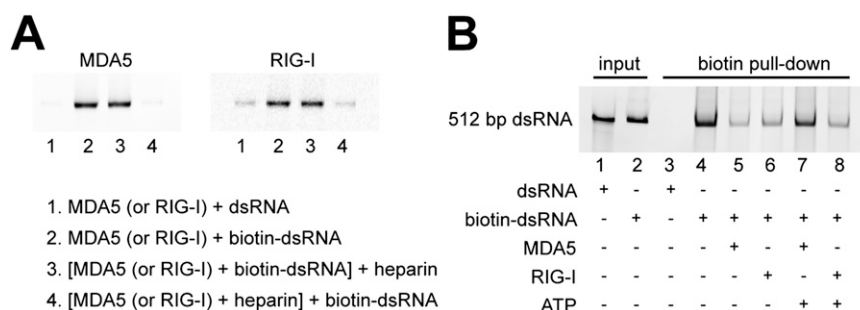 A
MDA5 RIG-I
1 2 3 4 1 2 3 4
1. MDA5 (or RIG-I) + dsRNA
2. MDA5 (or RIG-I) + biotin-dsRNA
3. [MDA5 (or RIG-I) + biotin-dsRNA] + heparin
4. [MDA5 (or RIG-I) + heparin] + biotin-dsRNA
B
input biotin pull-down
512 bp dsRNA
1 2 3 4 5 6 7 8
dsRNA + - + - - - - -
biotin-dsRNA - + - + + + + +
MDA5 - - - - + - + -
RIG-I - - - - - + - +
ATP - - - - - - + +